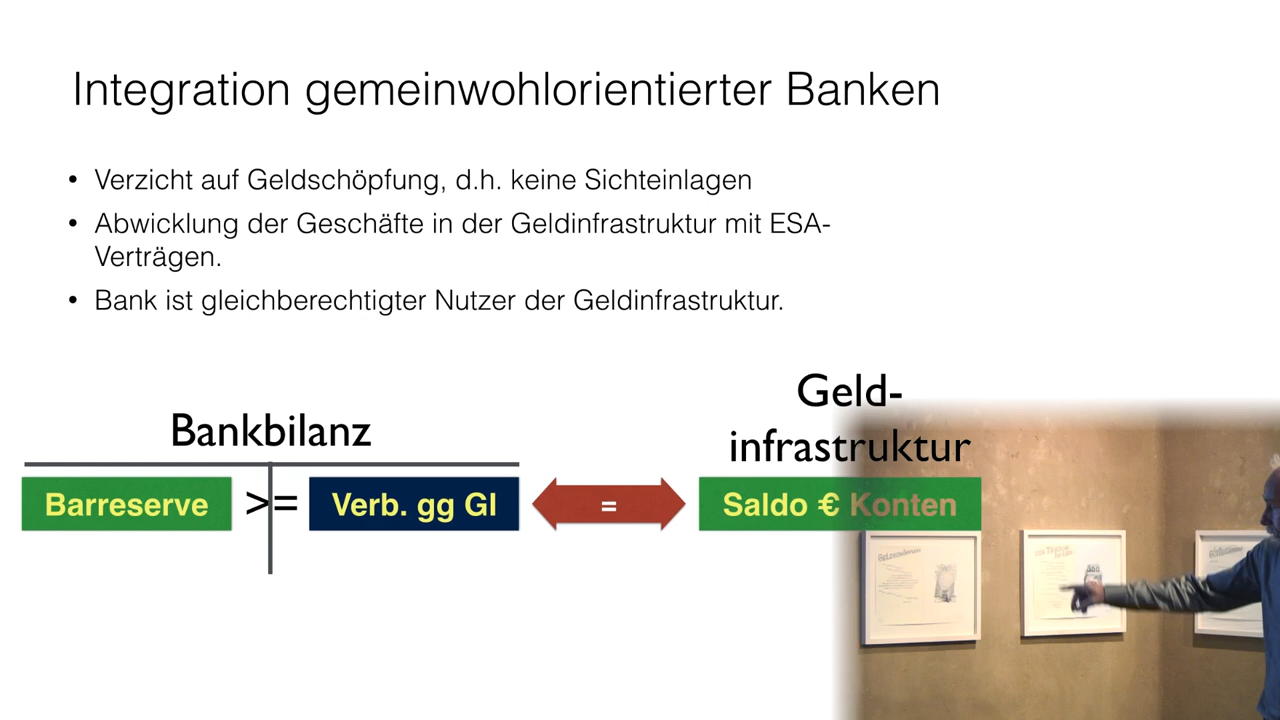 Integration gemeinwohlorientierter Banken
• Verzicht auf Geldschöpfung, d.h. keine Sichteinlagen
• Abwicklung der Geschäfte in der Geldinfrastruktur mit ESA-
Verträgen.
• Bank ist gleichberechtigter Nutzer der Geldinfrastruktur.
Bankbilanz
Geld-
infrastruktur
Barreserve >= Verb. gg GI = Saldo € Konten